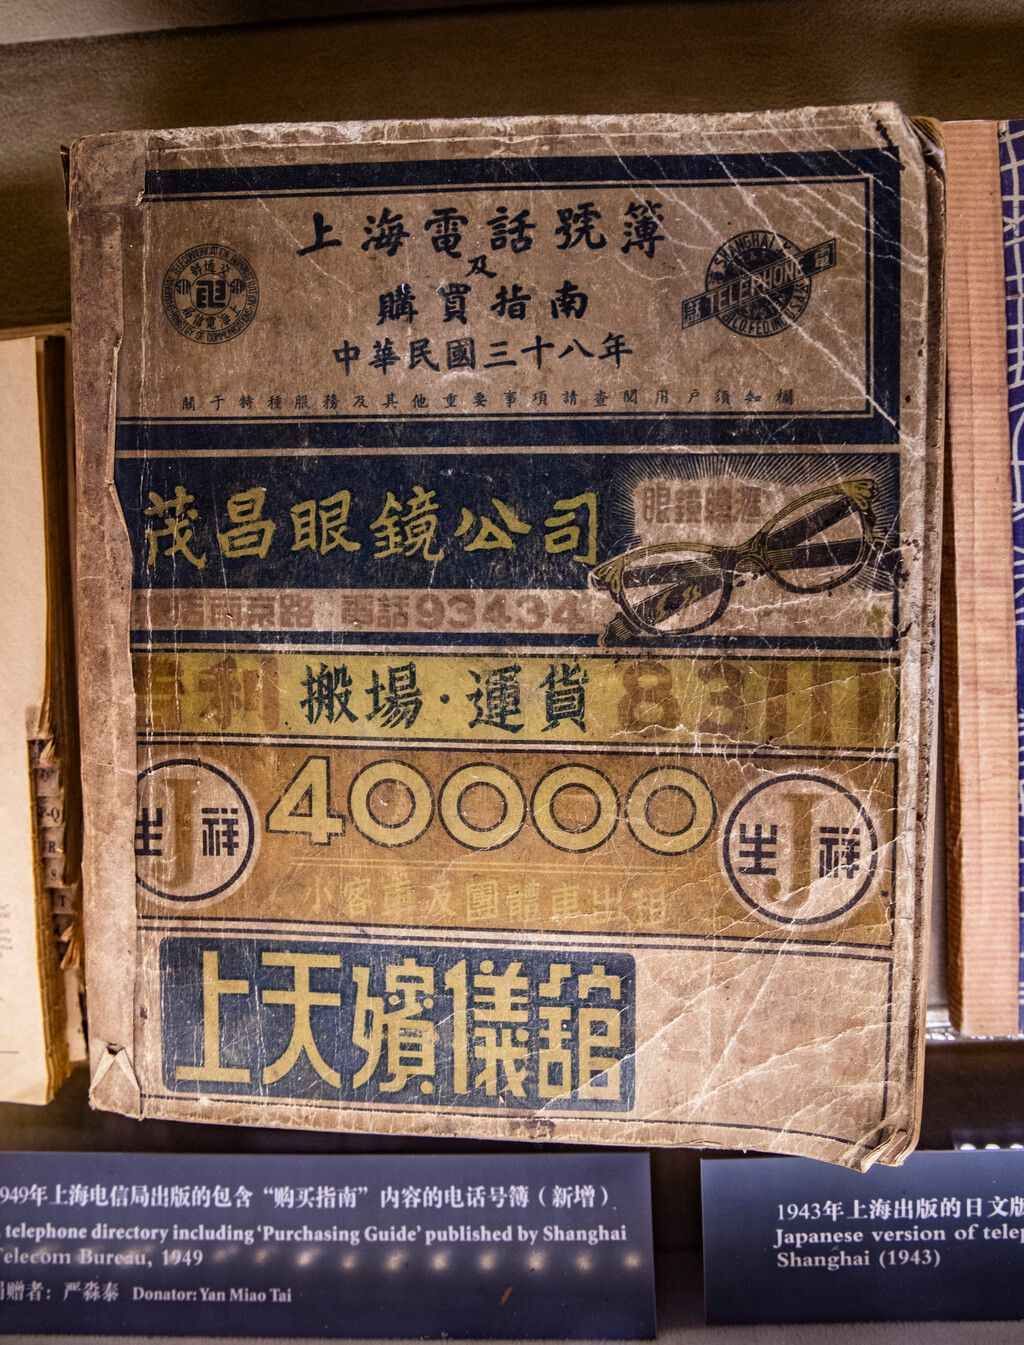 上海電話號簿
及
購買指南
中華民國三十八年
關于特種服務及其他重要事項請查閱用戶須知欄
SHANGHAI
TELEPHONE
茂昌眼鏡公司
南京路 電話93434
利 搬場·運貨 83111
生 J 祥
40000
生 J 祥
小客車及團體車出租
上天殯儀舘
949年上海电信局出版的包含“购买指南”内容的电话号簿（新增）
telephone directory including ‘Purchasing Guide’ published by Shanghai
elecom Bureau, 1949
赠者：严淼泰 Donator: Yan Miao Tai
1943年上海出版的日文版
Japanese version of telep
Shanghai (1943)
P-Q
R
S
T